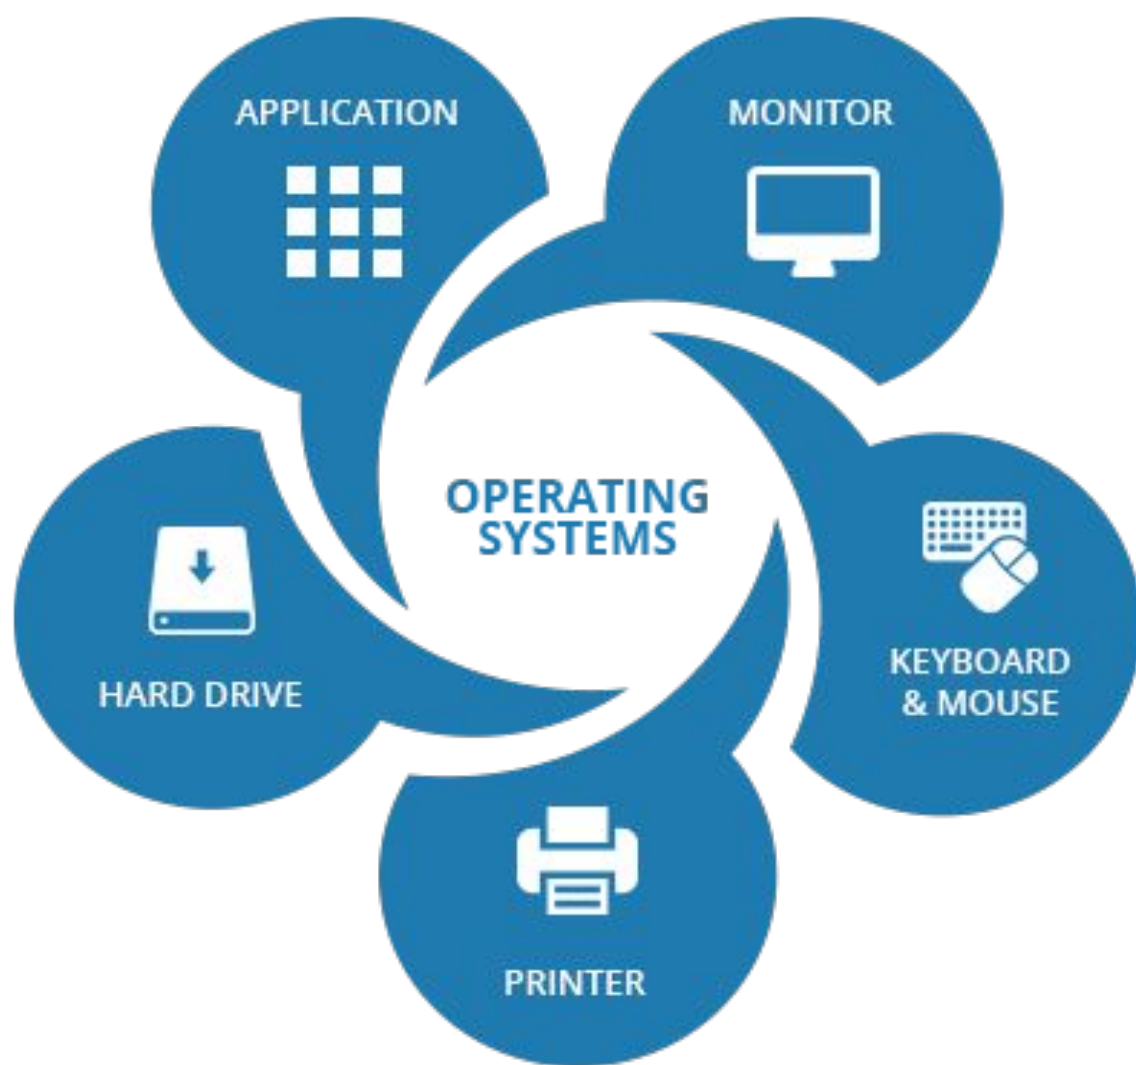 APPLICATION
MONITOR
OPERATING
SYSTEMS
HARD DRIVE
KEYBOARD
& MOUSE
PRINTER